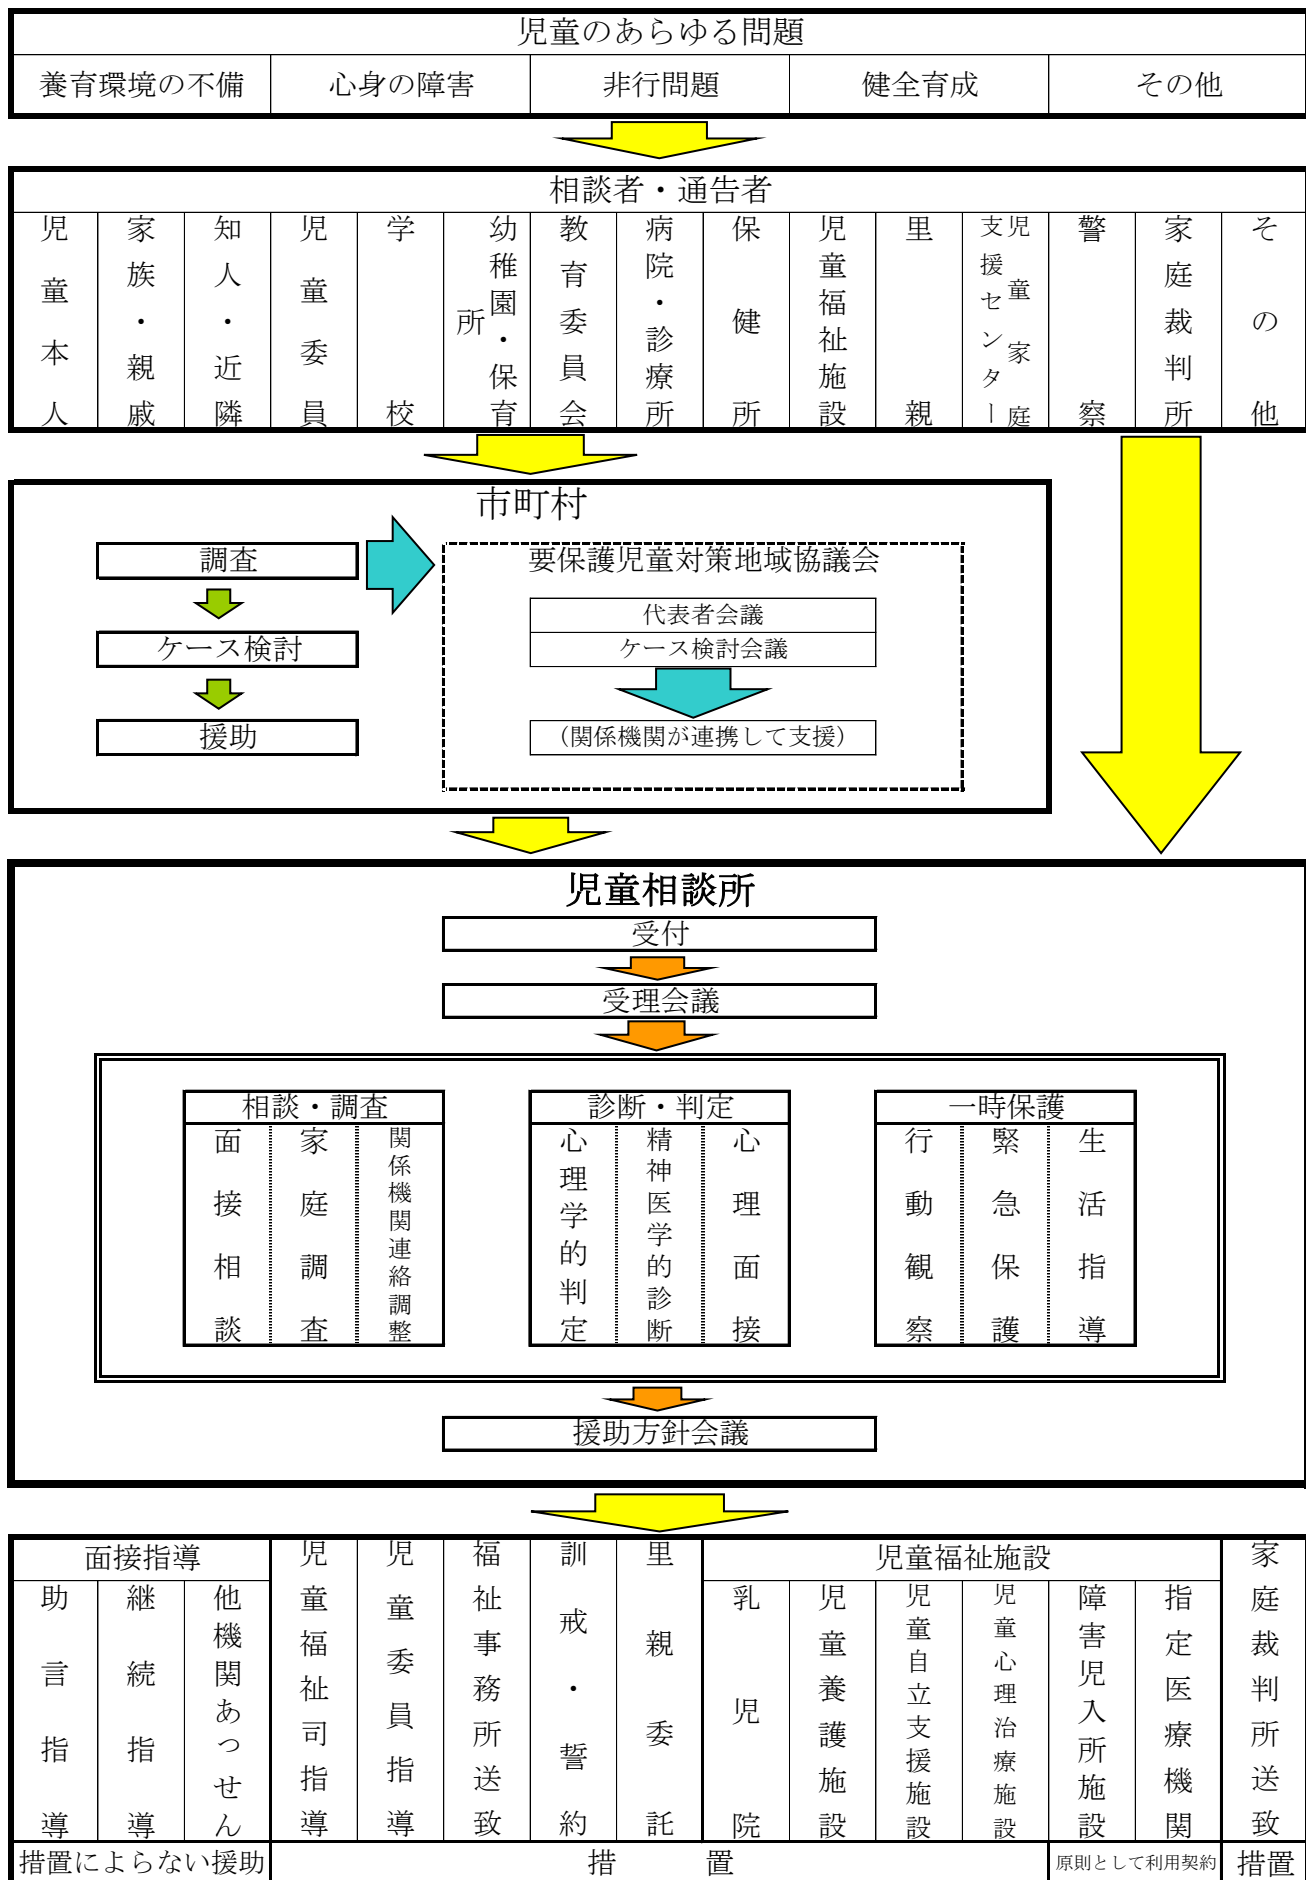 児童のあらゆる問題
養育環境の不備
心身の障害
非行問題
健全育成
その他
相談者・通告者
児童本人
家族・親戚
知人・近隣
児童委員
学校
幼稚園・保育所
教育委員会
病院・診療所
保健所
児童福祉施設
里親
児童家庭支援センター
警察
家庭裁判所
その他
市町村
調査
ケース検討
援助
要保護児童対策地域協議会
代表者会議
ケース検討会議
（関係機関が連携して支援）
児童相談所
受付
受理会議
相談・調査
面接相談
家庭調査
関係機関連絡調整
診断・判定
心理学的判定
精神医学的診断
心理面接
一時保護
行動観察
緊急保護
生活指導
援助方針会議
面接指導
助言指導
継続指導
他機関あっせん
児童福祉司指導
児童委員指導
福祉事務所送致
訓戒・誓約
里親委託
児童福祉施設
乳児院
児童養護施設
児童自立支援施設
児童心理治療施設
障害児入所施設
指定医療機関
家庭裁判所送致
措置によらない援助
措置
原則として利用契約
措置